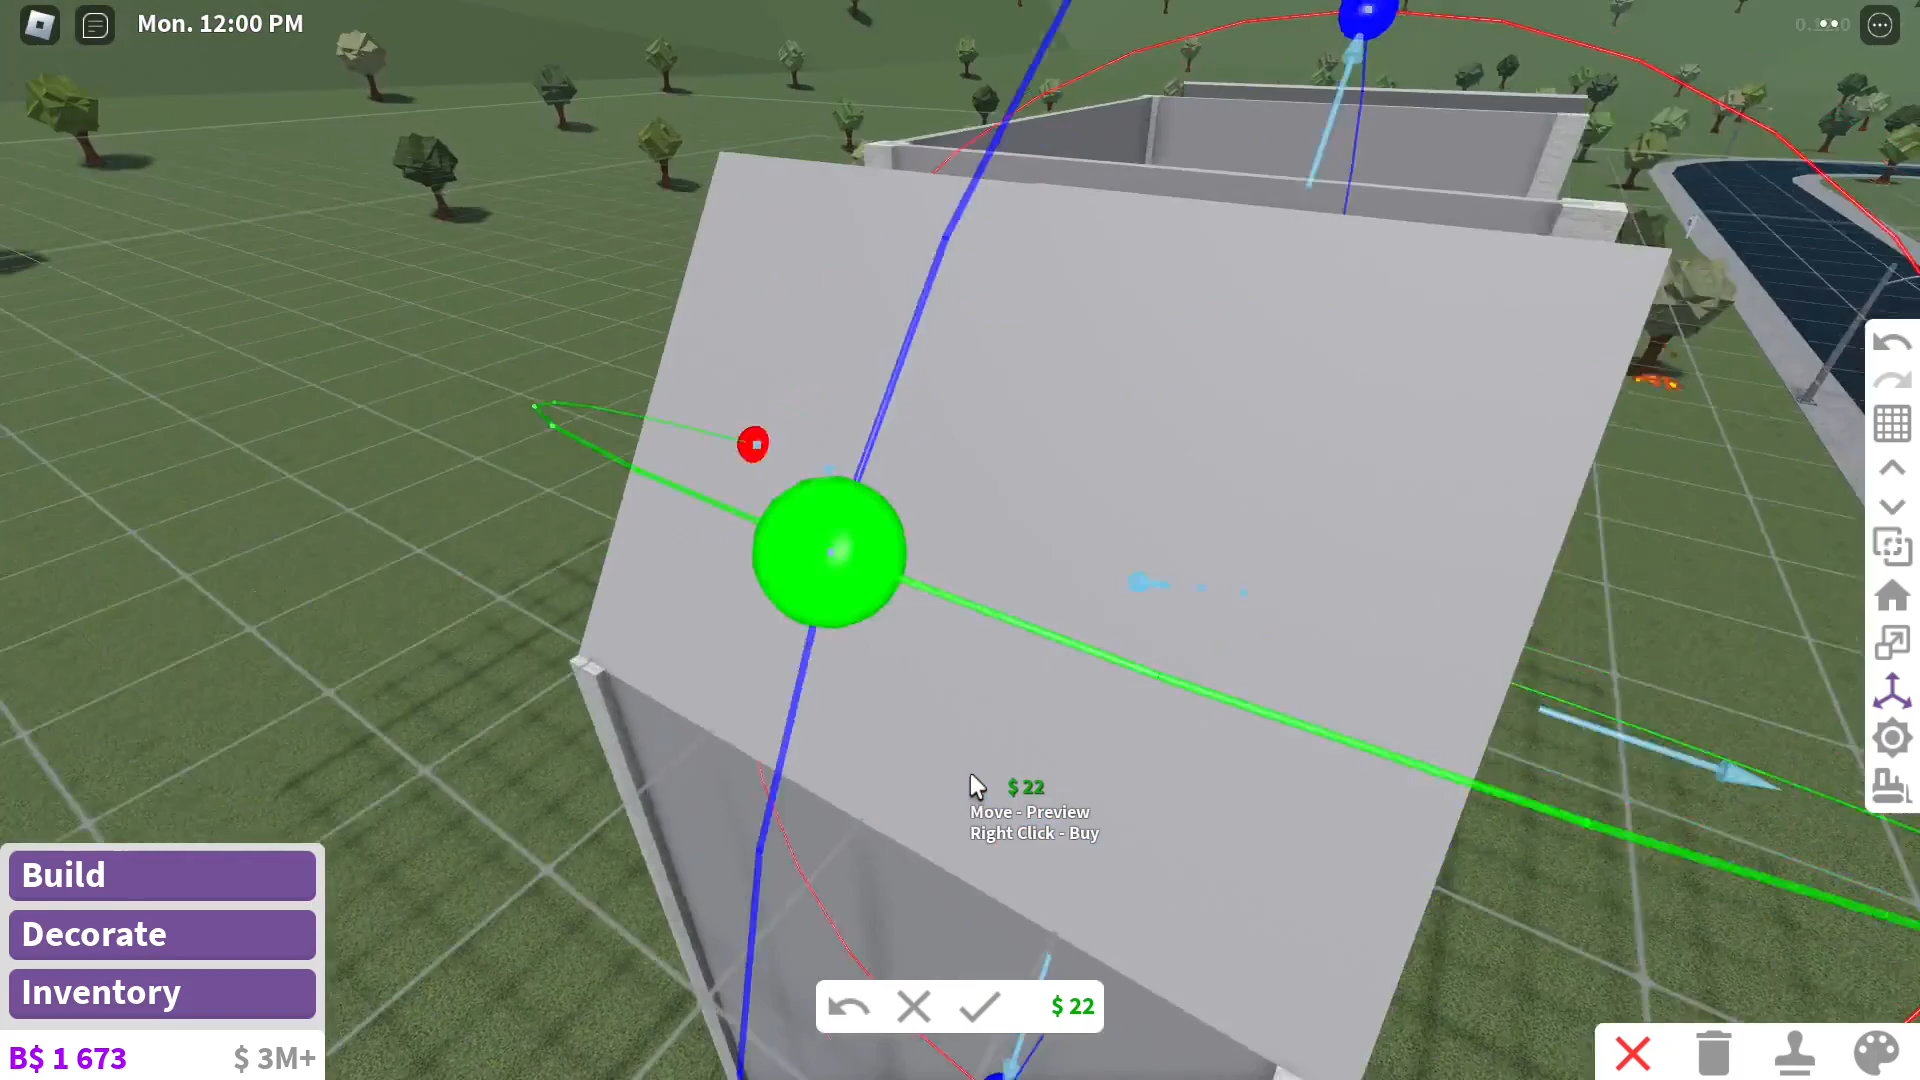 Mon. 12:00 PM
$ 22
Move - Preview
Right Click - Buy
Build
Decorate
Inventory
B$ 1 673
$ 3M+
$ 22